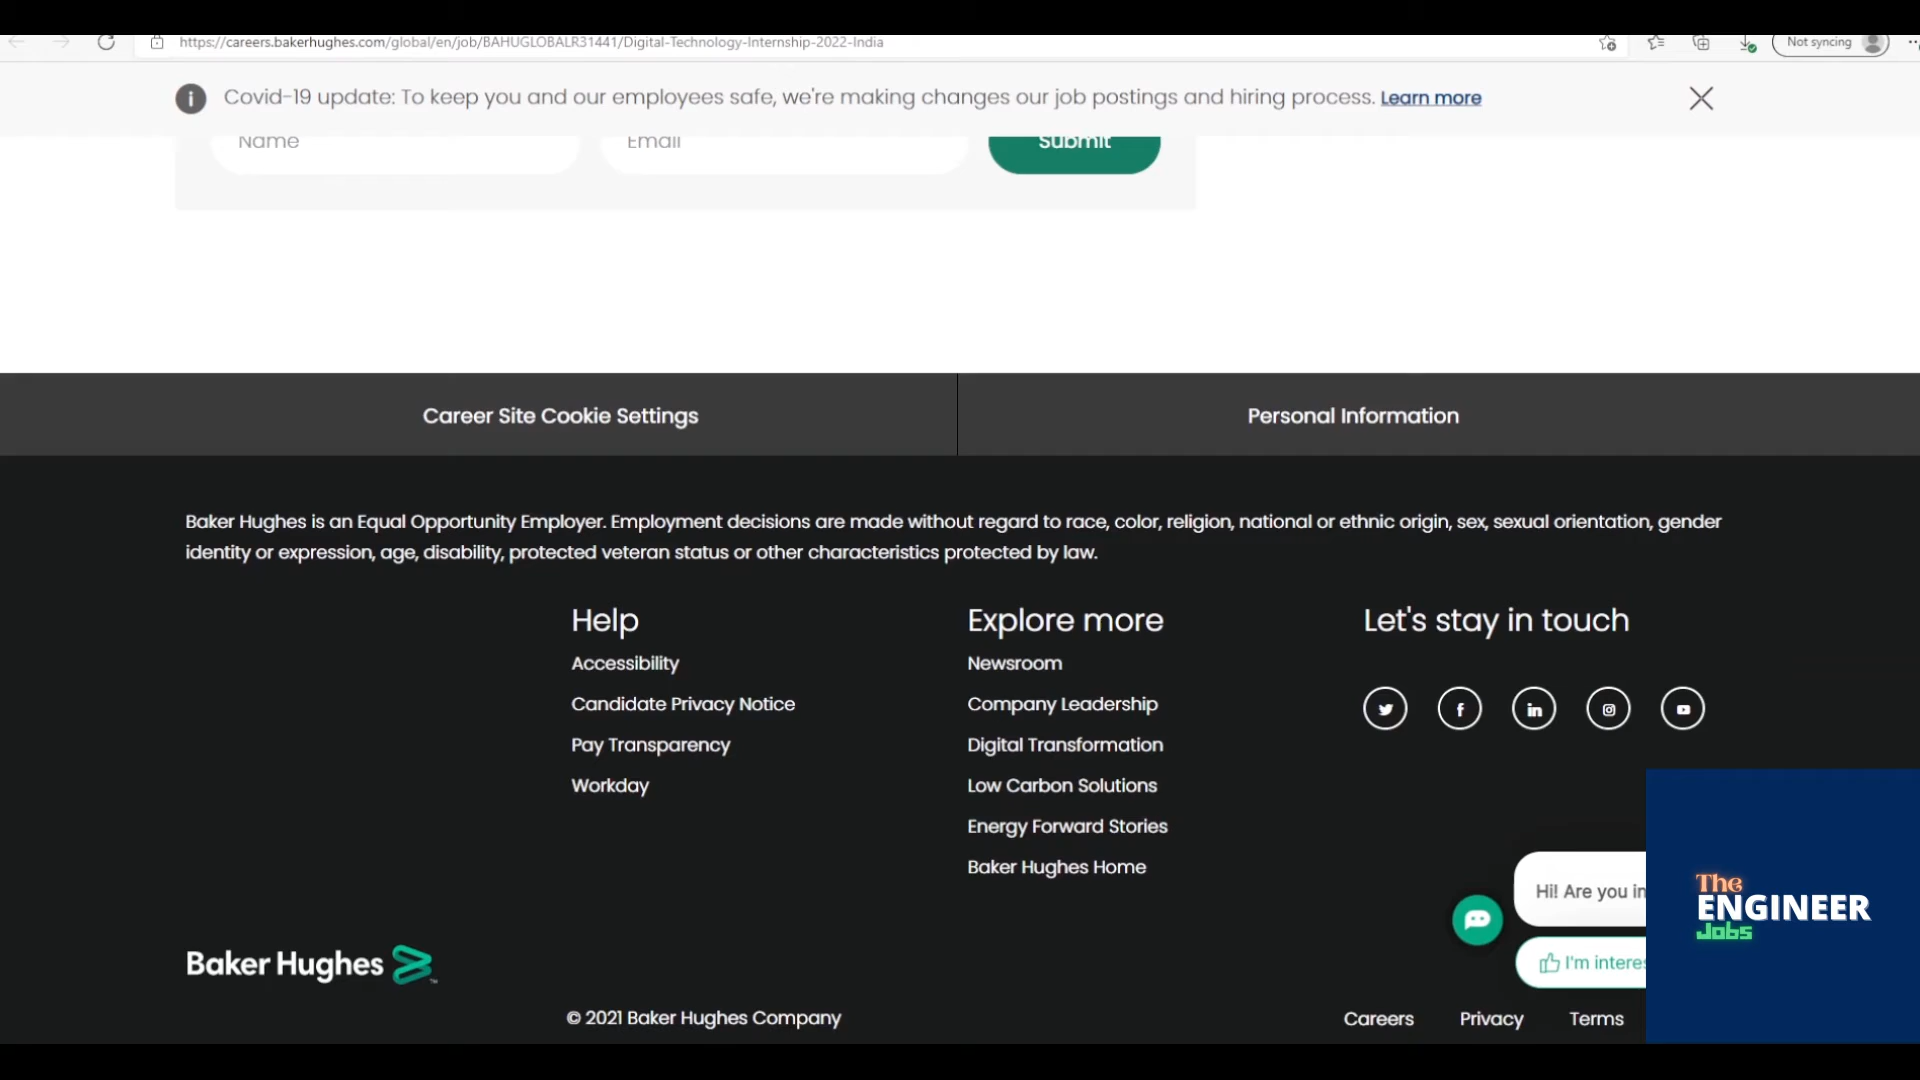 https://careers.bakerhughes.com/global/en/job/BAHUGLOBALR31441/Digital-Technology-Internship-2022-India
Not syncing
Covid-19 update: To keep you and our employees safe, we're making changes our job postings and hiring process. Learn more
Name
Email
Submit
Career Site Cookie Settings
Personal Information
Baker Hughes is an Equal Opportunity Employer. Employment decisions are made without regard to race, color, religion, national or ethnic origin, sex, sexual orientation, gender
identity or expression, age, disability, protected veteran status or other characteristics protected by law.
Help
Accessibility
Candidate Privacy Notice
Pay Transparency
Workday
Explore more
Newsroom
Company Leadership
Digital Transformation
Low Carbon Solutions
Energy Forward Stories
Baker Hughes Home
Let's stay in touch
Hi! Are you in
I'm interes
The
ENGINEER
Jobs
Baker Hughes
© 2021 Baker Hughes Company
Careers
Privacy
Terms